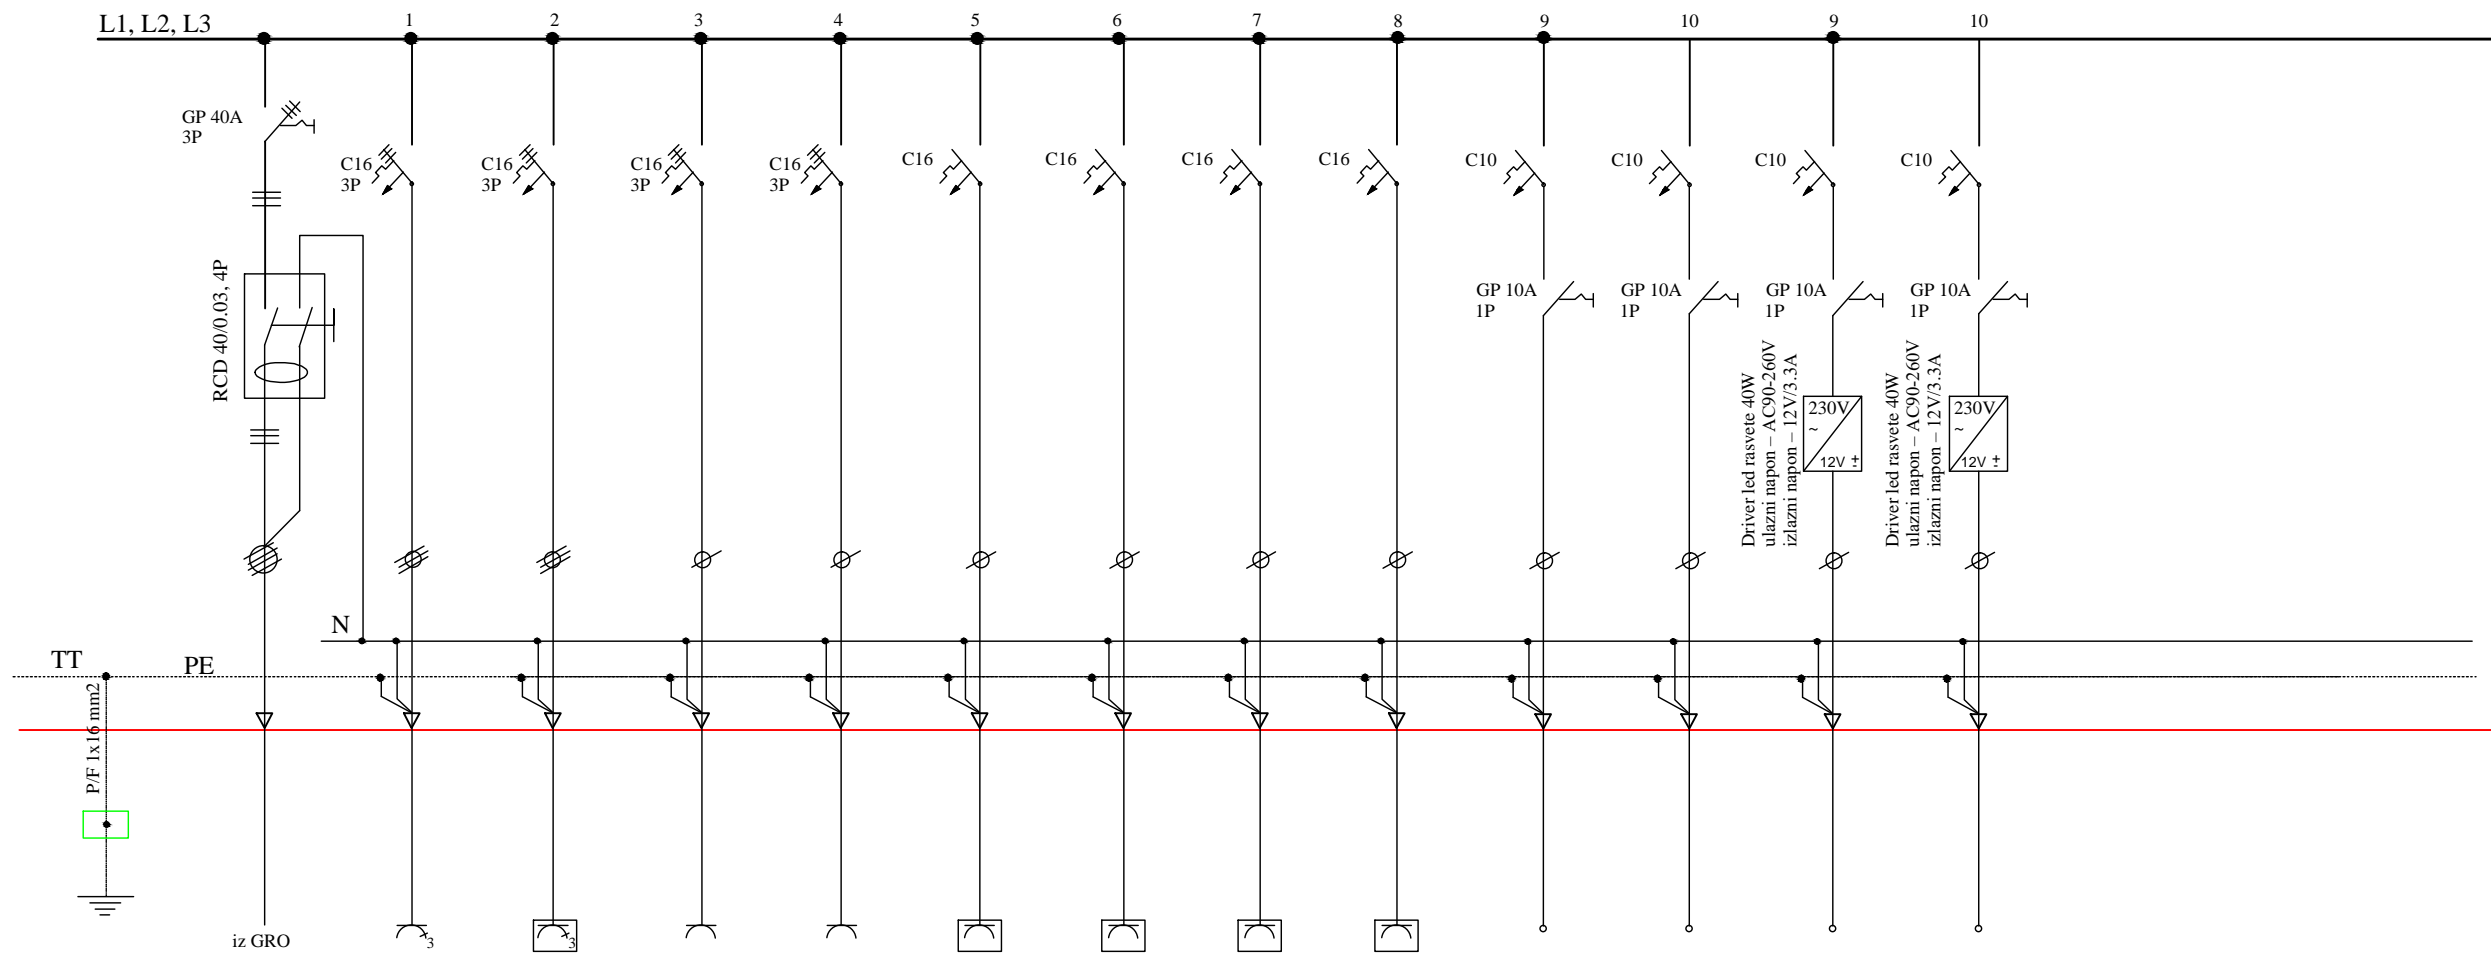 L1, L2, L3
1
2
3
4
5
6
7
8
9
10
9
10
GP 40A
3P
C16
3P
C16
3P
C16
3P
C16
3P
C16
C16
C16
C16
C10
C10
C10
C10
RCD 40/0.03, 4P
GP 10A
1P
GP 10A
1P
GP 10A
1P
GP 10A
1P
Driver led rasvete 40W
ulazni napon – AC90-260V
izlazni napon – 12V/3.3A
230V
~
12V ±
Driver led rasvete 40W
ulazni napon – AC90-260V
izlazni napon – 12V/3.3A
230V
~
12V ±
N
TT
PE
P/F 1x16 mm2
iz GRO
3
3